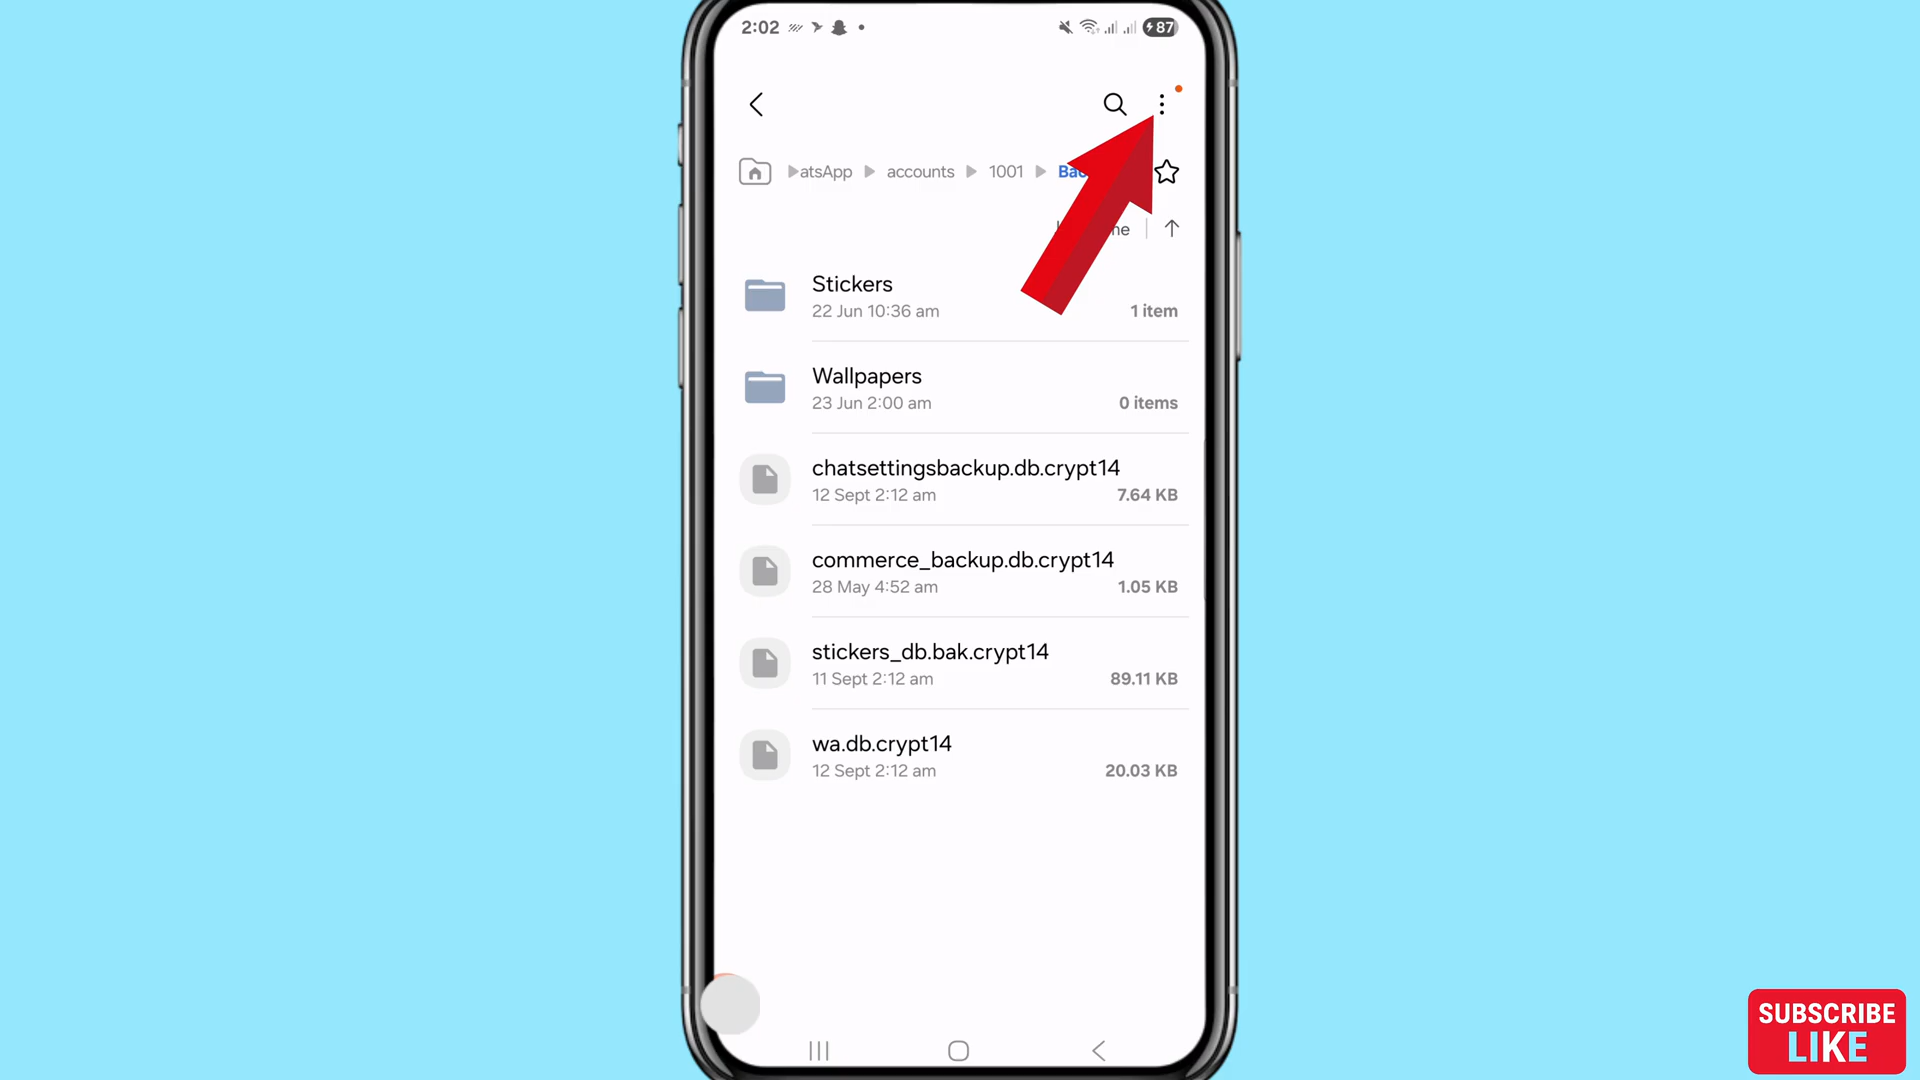 2:02
87
atsApp accounts 1001
Stickers
22 Jun 10:36 am
1 item
Wallpapers
23 Jun 2:00 am
0 items
chatsettingsbackup.db.crypt14
12 Sept 2:12 am
7.64 KB
commerce_backup.db.crypt14
28 May 4:52 am
1.05 KB
stickers_db.bak.crypt14
11 Sept 2:12 am
89.11 KB
wa.db.crypt14
12 Sept 2:12 am
20.03 KB
SUBSCRIBE
LIKE